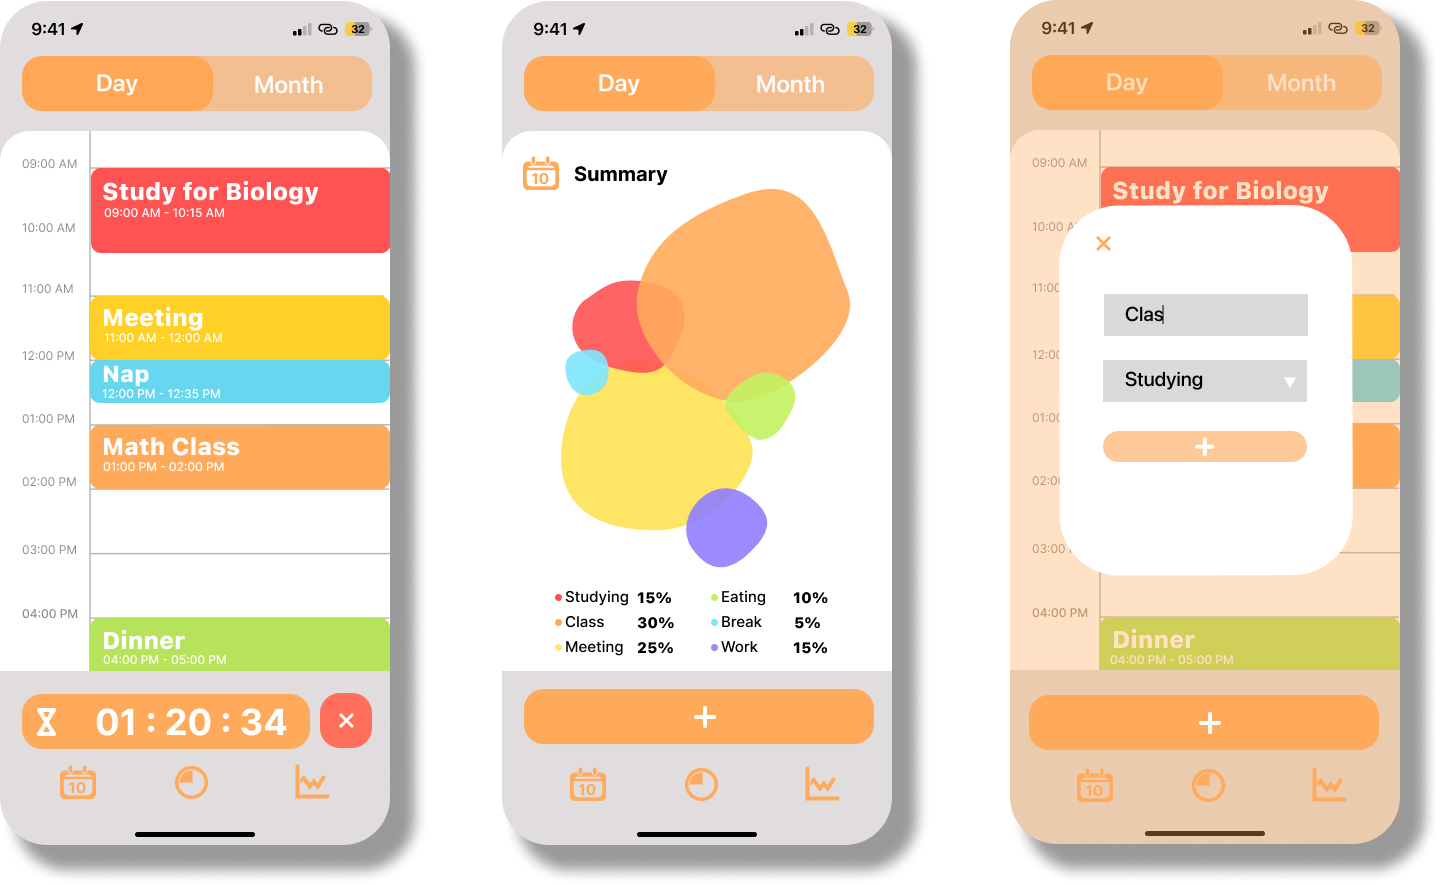 9:41
32
Day
Month
09:00 AM
Study for Biology
09:00 AM - 10:15 AM
10:00 AM
11:00 AM
Meeting
11:00 AM - 12:00 AM
12:00 PM
Nap
12:00 PM - 12:35 PM
01:00 PM
Math Class
01:00 PM - 02:00 PM
02:00 PM
03:00 PM
04:00 PM
Dinner
04:00 PM - 05:00 PM
01 : 20 : 34
10
9:41
32
Day
Month
10
Summary
Studying 15%
Eating 10%
Class 30%
Break 5%
Meeting 25%
Work 15%
10
9:41
32
Day
Month
09:00 AM
Study for Biology
10:00 A
Clas
11:00
12:00
Studying
01:00
02:00
03:00
04:00 PM
Dinner
04:00 PM - 05:00 PM
10